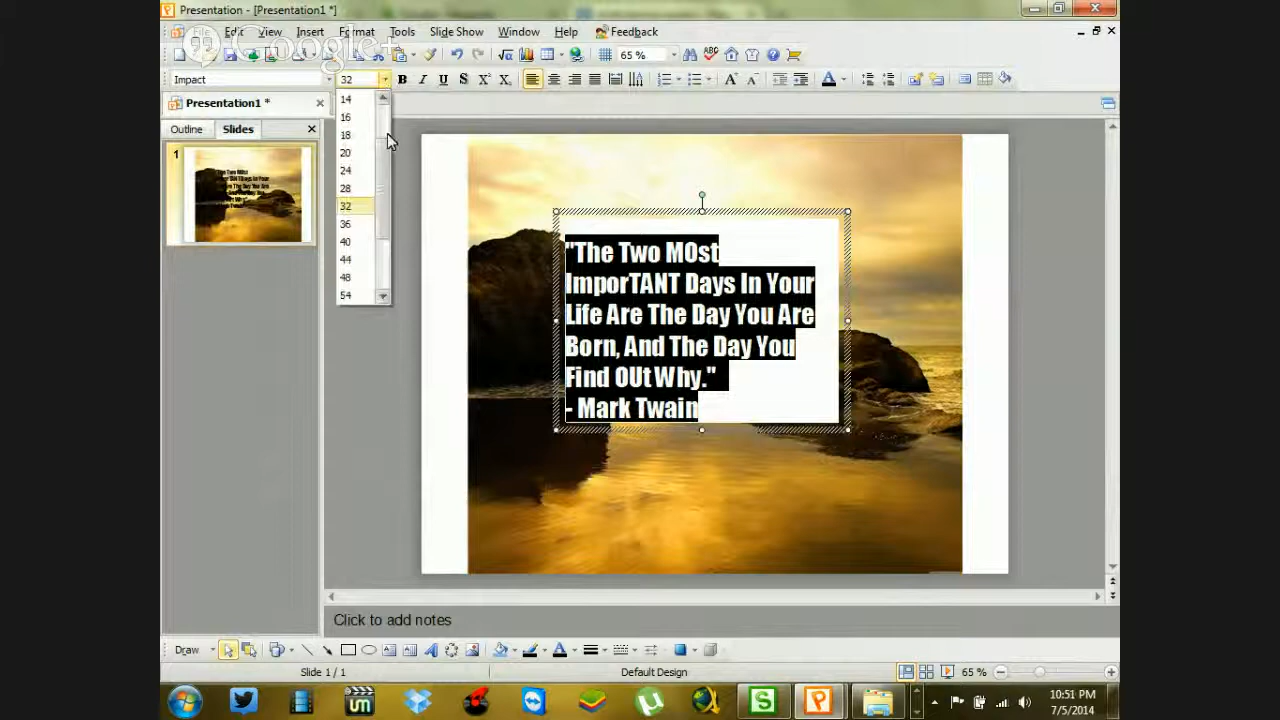 Presentation - [Presentation1 *]
File Edit View Insert Format Tools Slide Show Window Help Feedback
Google+
65 %
Impact 32
Presentation1 *
Outline Slides
1
14
16
18
20
24
28
32
36
40
44
48
54
"The Two MOst
ImporTANT Days In Your
Life Are The Day You Are
Born, And The Day You
Find OUt Why."
- Mark Twain
Click to add notes
Draw
Slide 1 / 1 Default Design 65 %
10:51 PM
7/5/2014